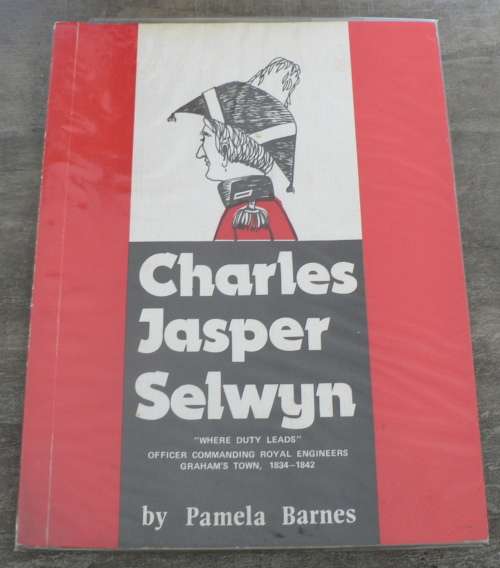 Charles
Jasper
Selwyn
"WHERE DUTY LEADS"
OFFICER COMMANDING ROYAL ENGINEERS
GRAHAM'S TOWN, 1834–1842
by Pamela Barnes